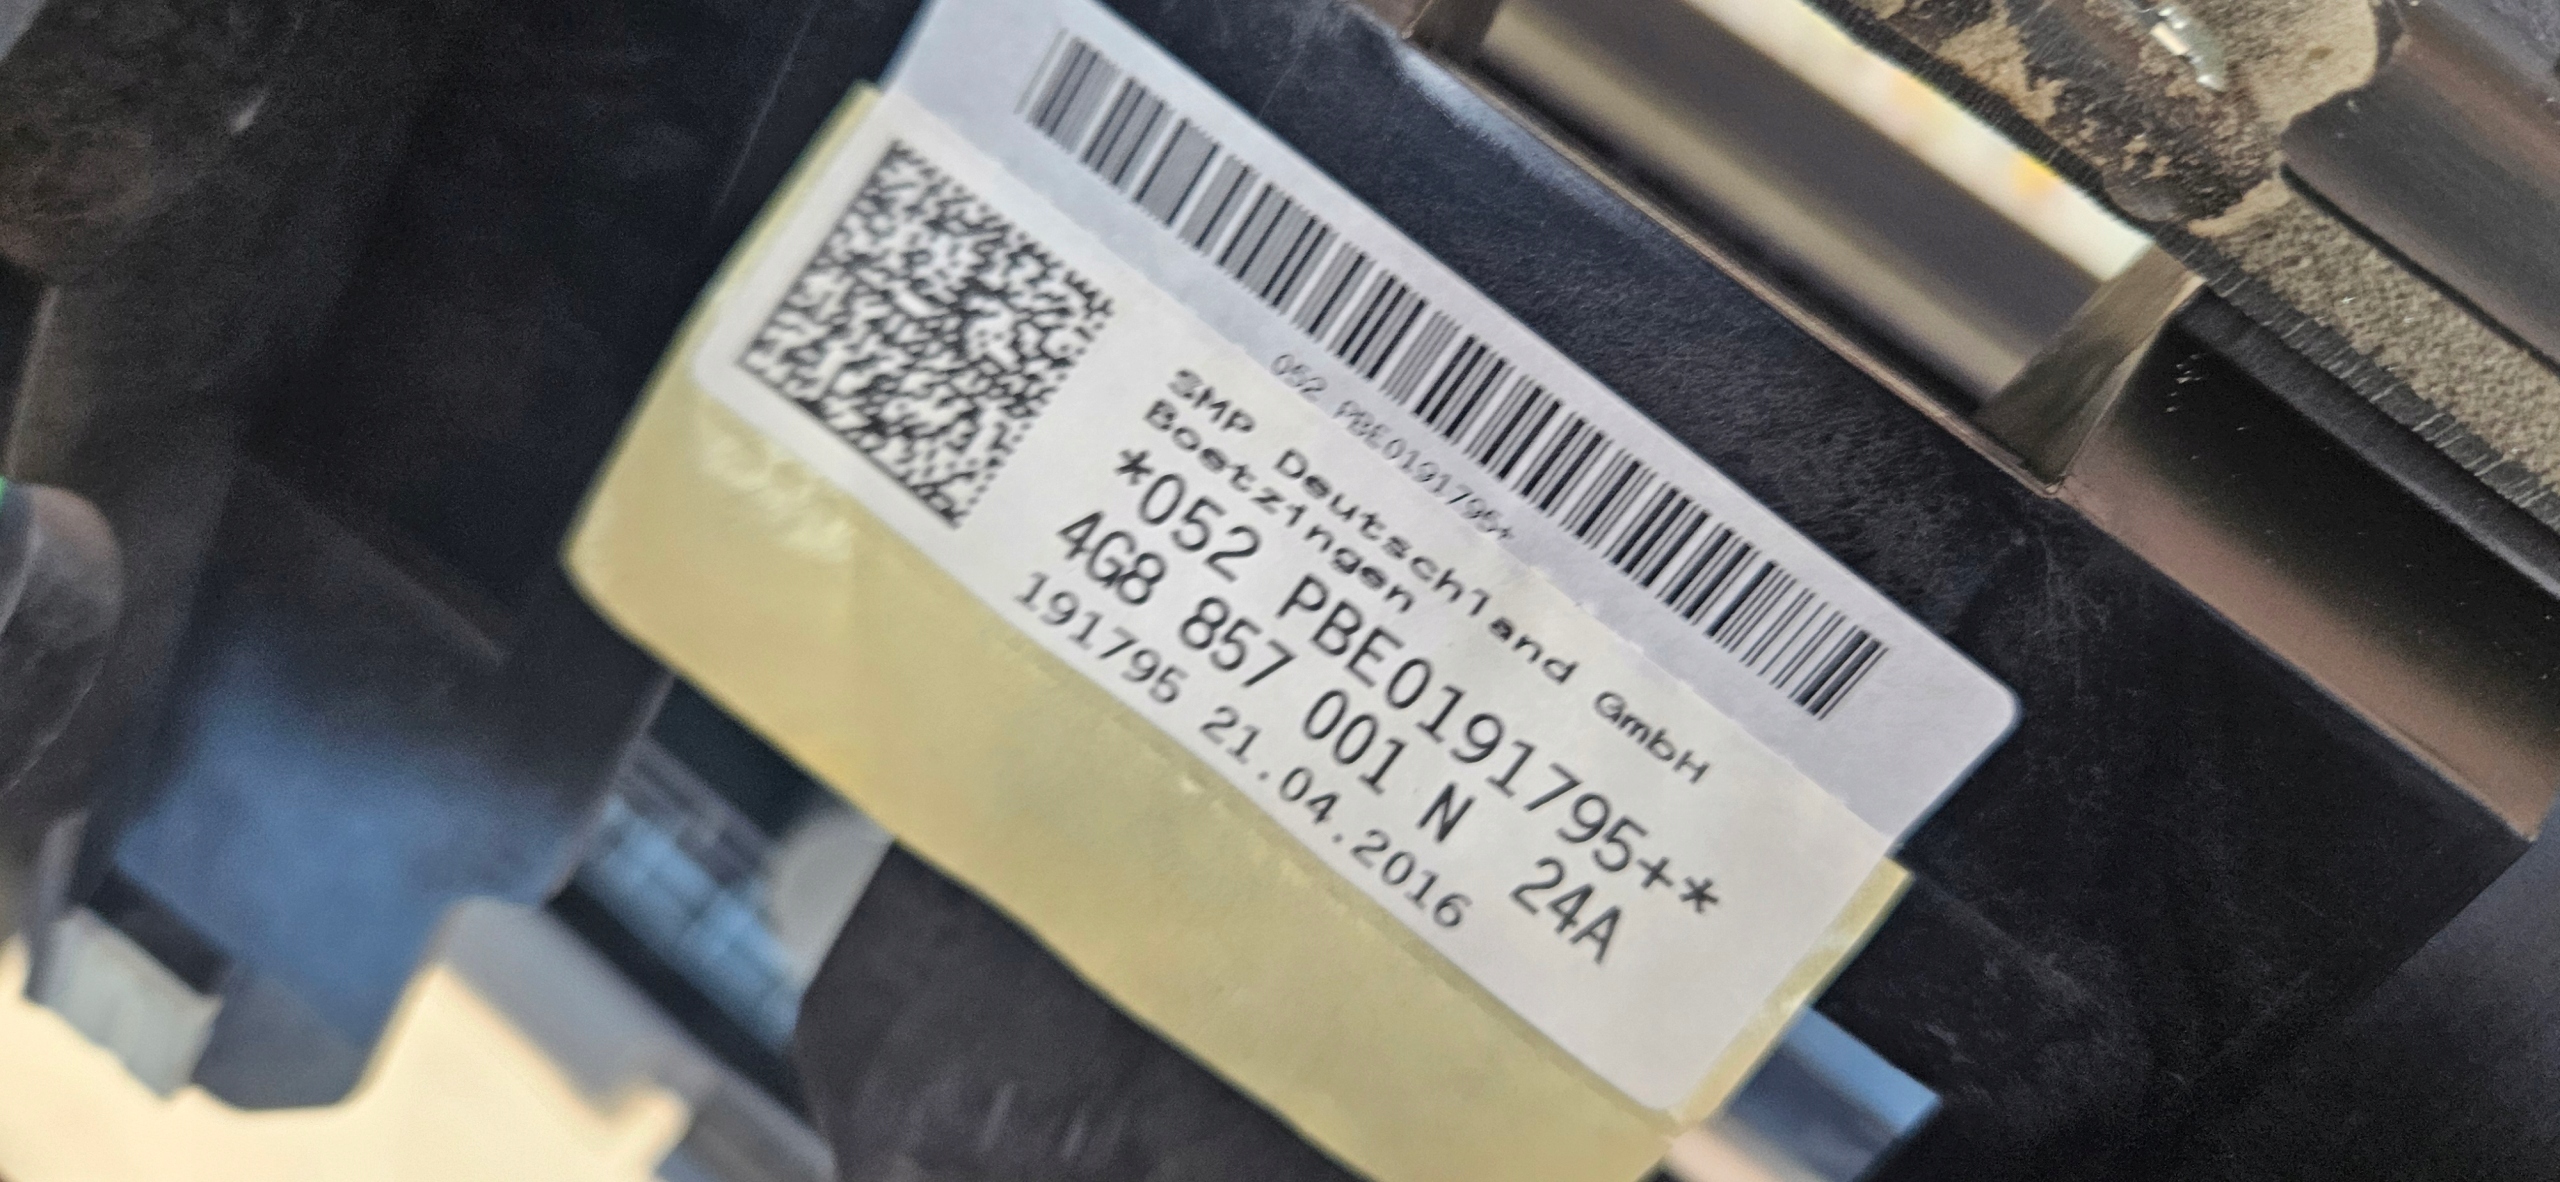 052 PBE0191795+
SMP Deutschland GmbH
Boetzingen
*052 PBE0191795+*
4G8 857 001 N 24A
191795 21.04.2016